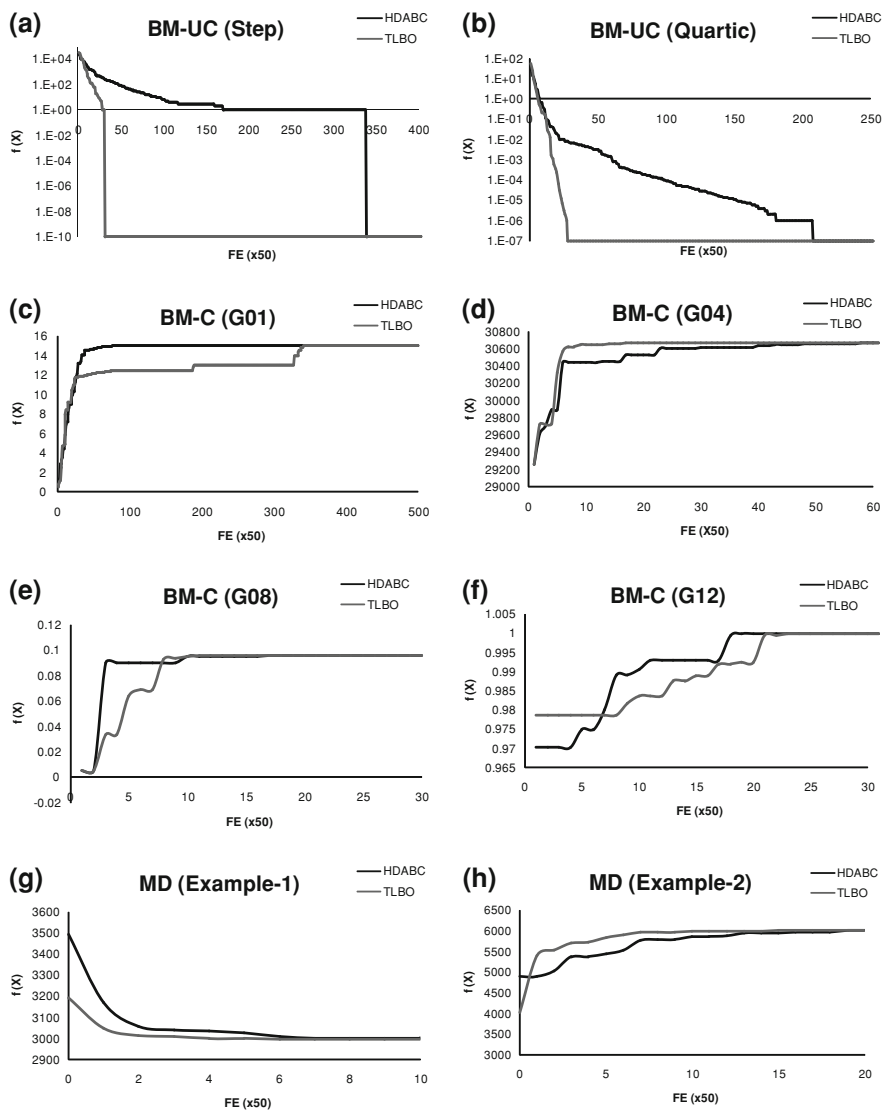 (a)
BM-UC (Step)
HDABC
TLBO
1.E+04
1.E+02
1.E+00
1.E-02
1.E-04
1.E-06
1.E-08
1.E-10
f (X)
0 50 100 150 200 250 300 350 400
FE (x50)
(b)
BM-UC (Quartic)
HDABC
TLBO
1.E+02
1.E+01
1.E+00
1.E-01
1.E-02
1.E-03
1.E-04
1.E-05
1.E-06
1.E-07
f (X)
0 50 100 150 200 250
FE (x50)
(c)
BM-C (G01)
HDABC
TLBO
16
14
12
10
8
6
4
2
0
f (X)
0 100 200 300 400 500
FE (x50)
(d)
BM-C (G04)
HDABC
TLBO
30800
30600
30400
30200
30000
29800
29600
29400
29200
29000
f (X)
0 10 20 30 40 50 60
FE (X50)
(e)
BM-C (G08)
HDABC
TLBO
0.12
0.1
0.08
0.06
0.04
0.02
0
-0.02
f (X)
0 5 10 15 20 25 30
FE (x50)
(f)
BM-C (G12)
HDABC
TLBO
1.005
1
0.995
0.99
0.985
0.98
0.975
0.97
0.965
f (X)
0 5 10 15 20 25 30
FE (x50)
(g)
MD (Example-1)
HDABC
TLBO
3600
3500
3400
3300
3200
3100
3000
2900
f (X)
0 2 4 6 8 10
FE (x50)
(h)
MD (Example-2)
HDABC
TLBO
6500
6000
5500
5000
4500
4000
3500
3000
f (X)
0 5 10 15 20
FE (x50)